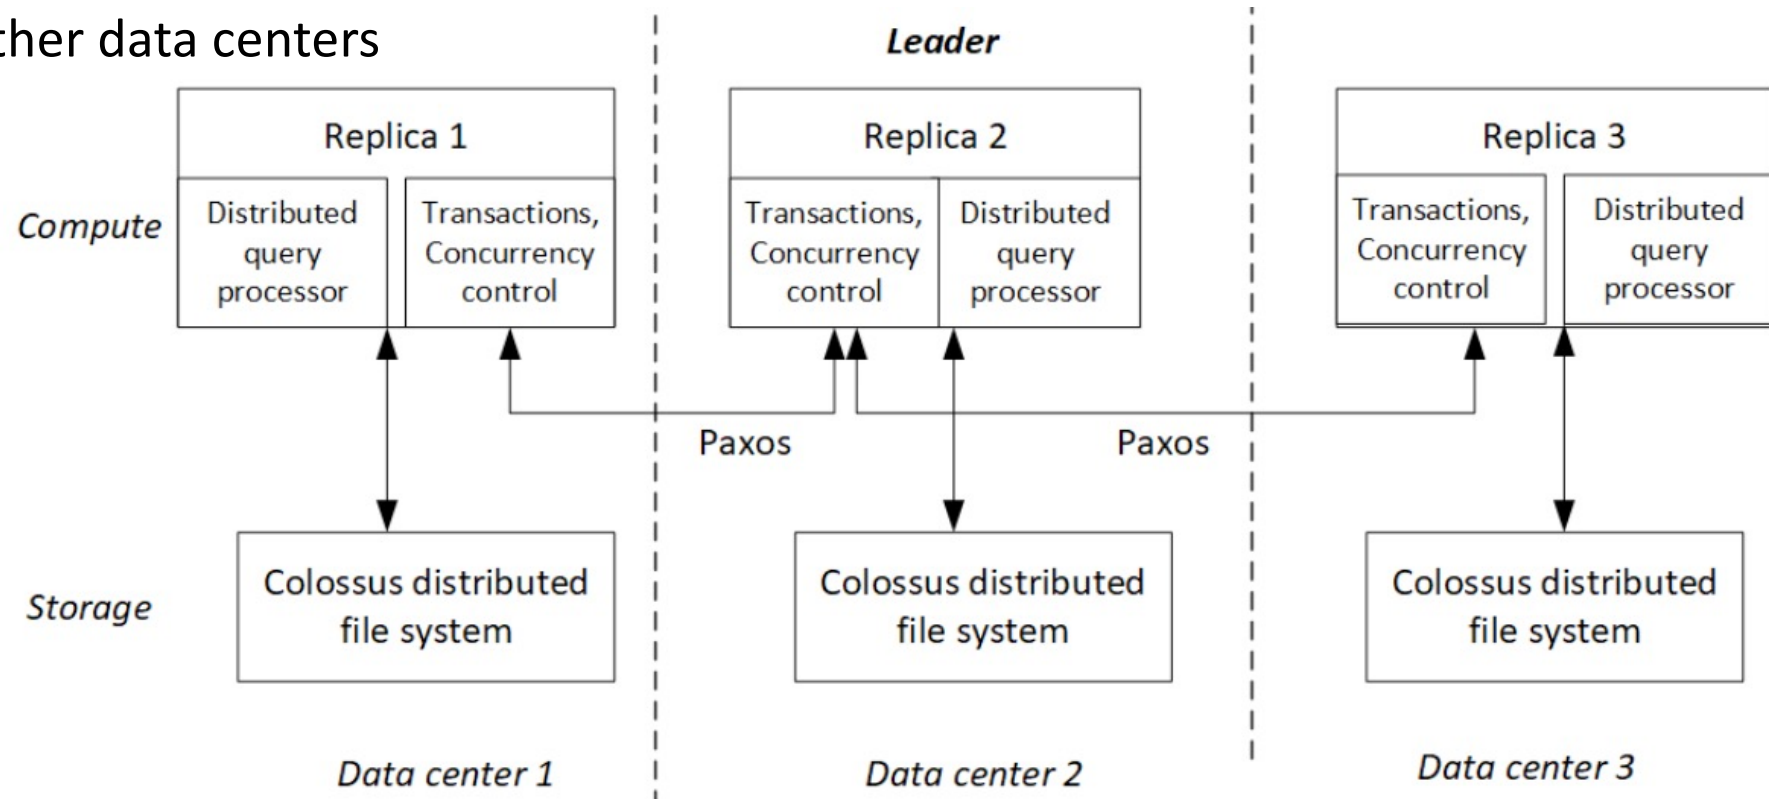 ther data centers
Leader
Replica 1
Replica 2
Replica 3
Compute
Distributed
query
processor
Transactions,
Concurrency
control
Transactions,
Concurrency
control
Distributed
query
processor
Transactions,
Concurrency
control
Distributed
query
processor
Paxos
Paxos
Storage
Colossus distributed
file system
Colossus distributed
file system
Colossus distributed
file system
Data center 1
Data center 2
Data center 3